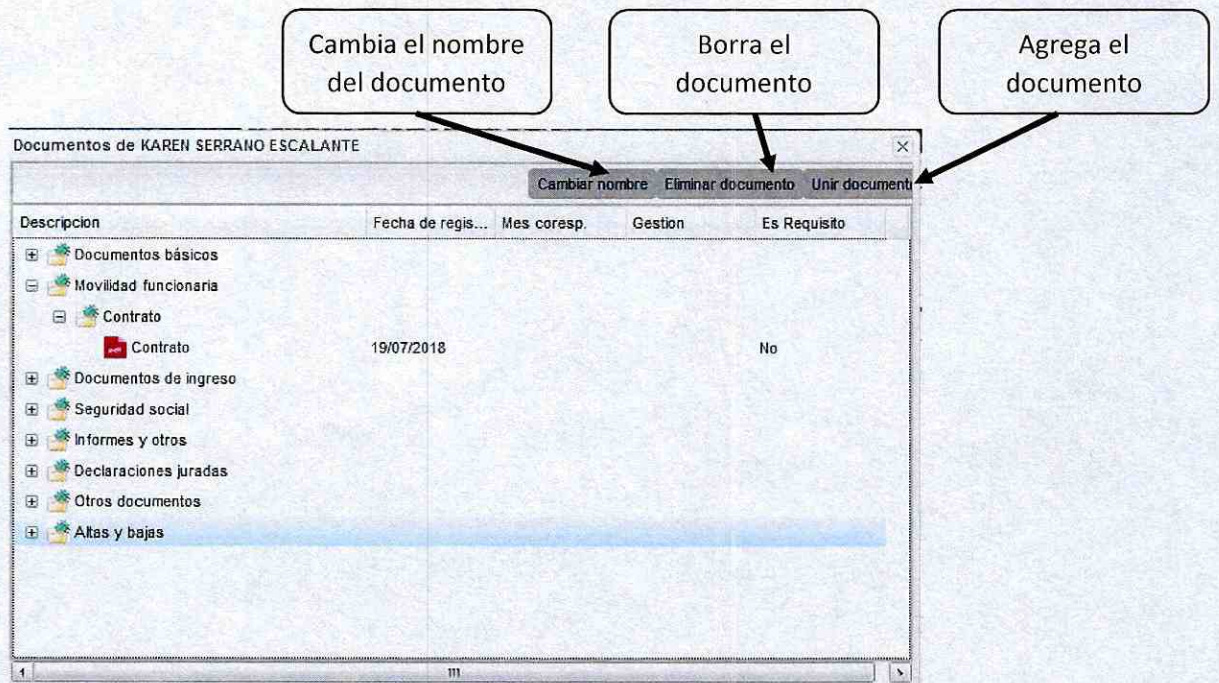 Cambia el nombre
del documento
Borra el
documento
Agrega el
documento
Documentos de KAREN SERRANO ESCALANTE
Cambiar nombre Eliminar documento Unir document
Descripcion Fecha de regis... Mes coresp. Gestion Es Requisito
Documentos básicos
Movilidad funcionaria
Contrato
Contrato 19/07/2018 No
Documentos de ingreso
Seguridad social
Informes y otros
Declaraciones juradas
Otros documentos
Altas y bajas